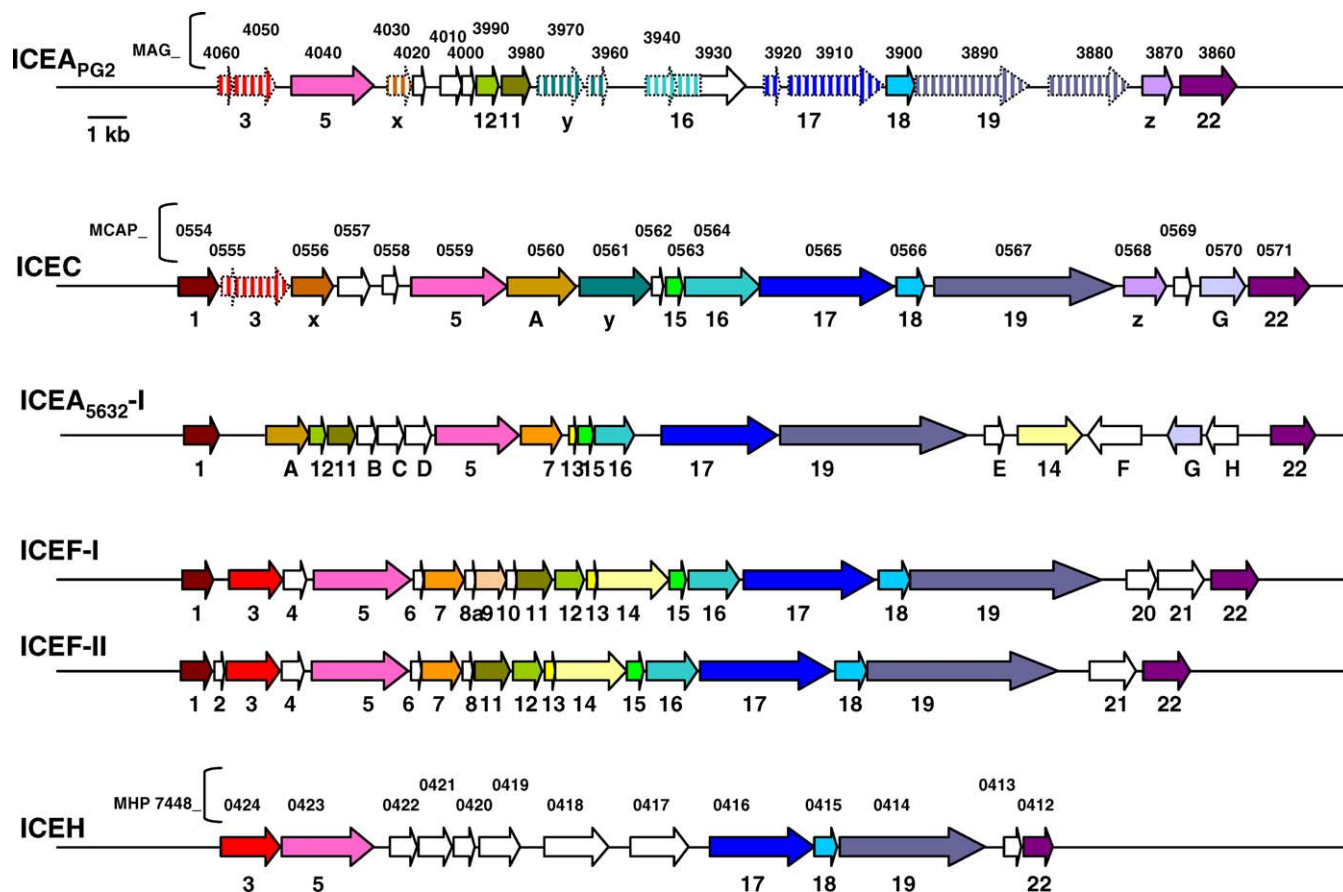 4050 4030 3990 3970 3940
4010
MAG_ 4060 4040 4020 4000 3980 3960 3930 3920 3910 3900 3890 3880 3870 3860
ICEA PG2
3 5 x 12 11 y 16 17 18 19 z 22
1 kb
0557 0562 0564 0569
MCAP_ 0554 0555 0556 0558 0559 0560 0561 0563 0565 0566 0567 0568 0570 0571
ICEC
1 3 x 5 A y 15 16 17 18 19 z G 22
ICEA5632-I
1 A 12 11 B C D 5 7 13 15 16 17 19 E 14 F G H 22
ICEF-I
1 3 4 5 6 7 8a9 10 11 12 13 14 15 16 17 18 19 20 21 22
ICEF-II
1 2 3 4 5 6 7 8 11 12 13 14 15 16 17 18 19 21 22
0421 0419 0413
MHP 7448_ 0424 0423 0422 0420 0418 0417 0416 0415 0414 0412
ICEH
3 5 17 18 19 22